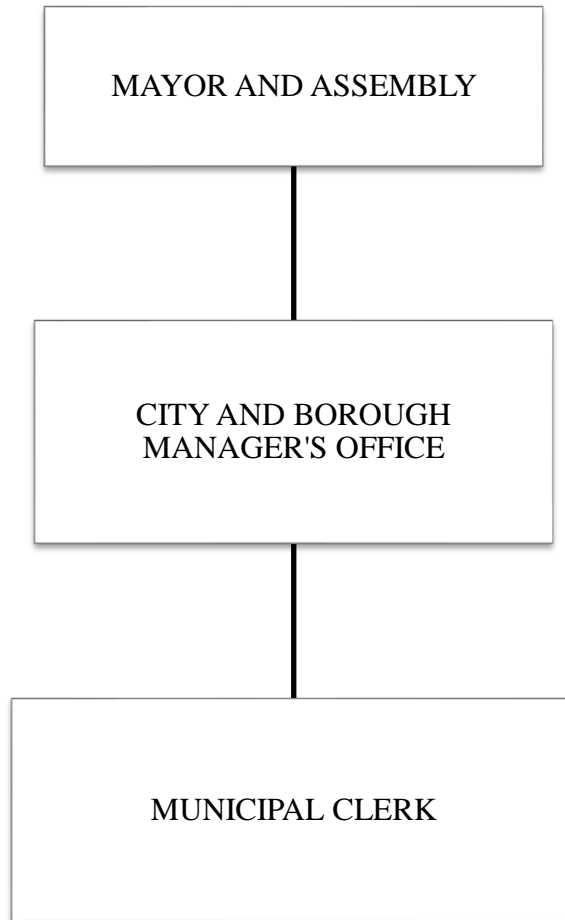 MAYOR AND ASSEMBLY
CITY AND BOROUGH
MANAGER'S OFFICE
MUNICIPAL CLERK